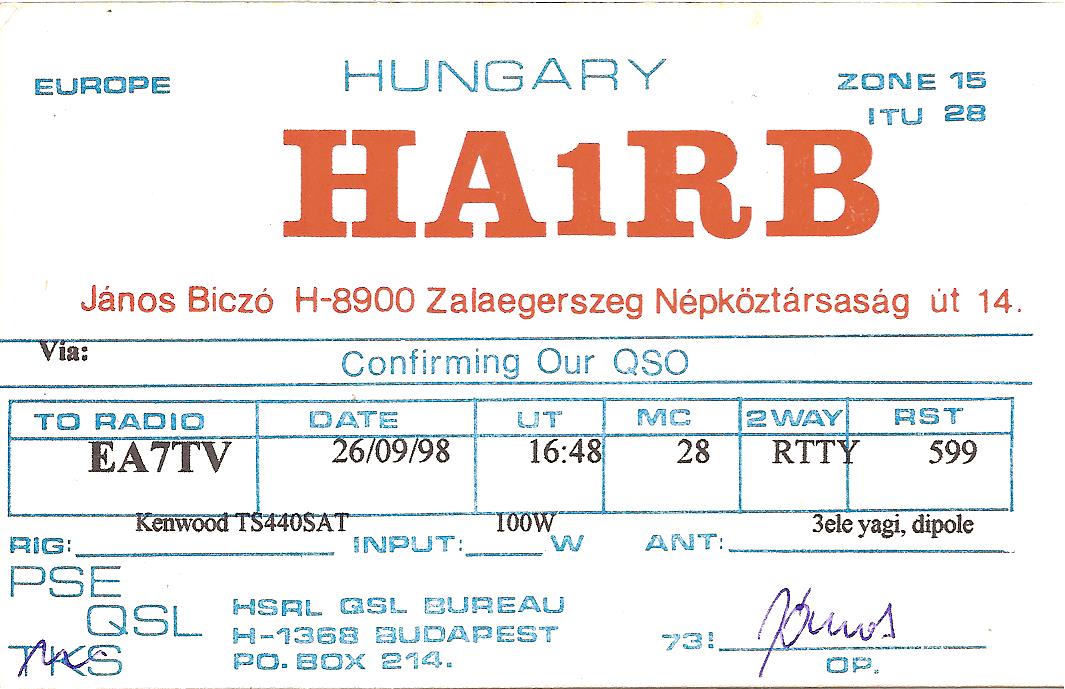 EUROPE HUNGARY ZONE 15
ITU 28
HA1RB
János Biczó H-8900 Zalaegerszeg Népköztársaság út 14.
Via: Confirming Our QSO
TO RADIO DATE UT MC 2WAY RST
EA7TV 26/09/98 16:48 28 RTTY 599
Kenwood TS440SAT 100W 3ele yagi, dipole
RIG: INPUT: W ANT:
PSE
QSL
TKS
HSRL QSL BUREAU
H-1368 BUDAPEST
PO. BOX 214.
73! János
OP.